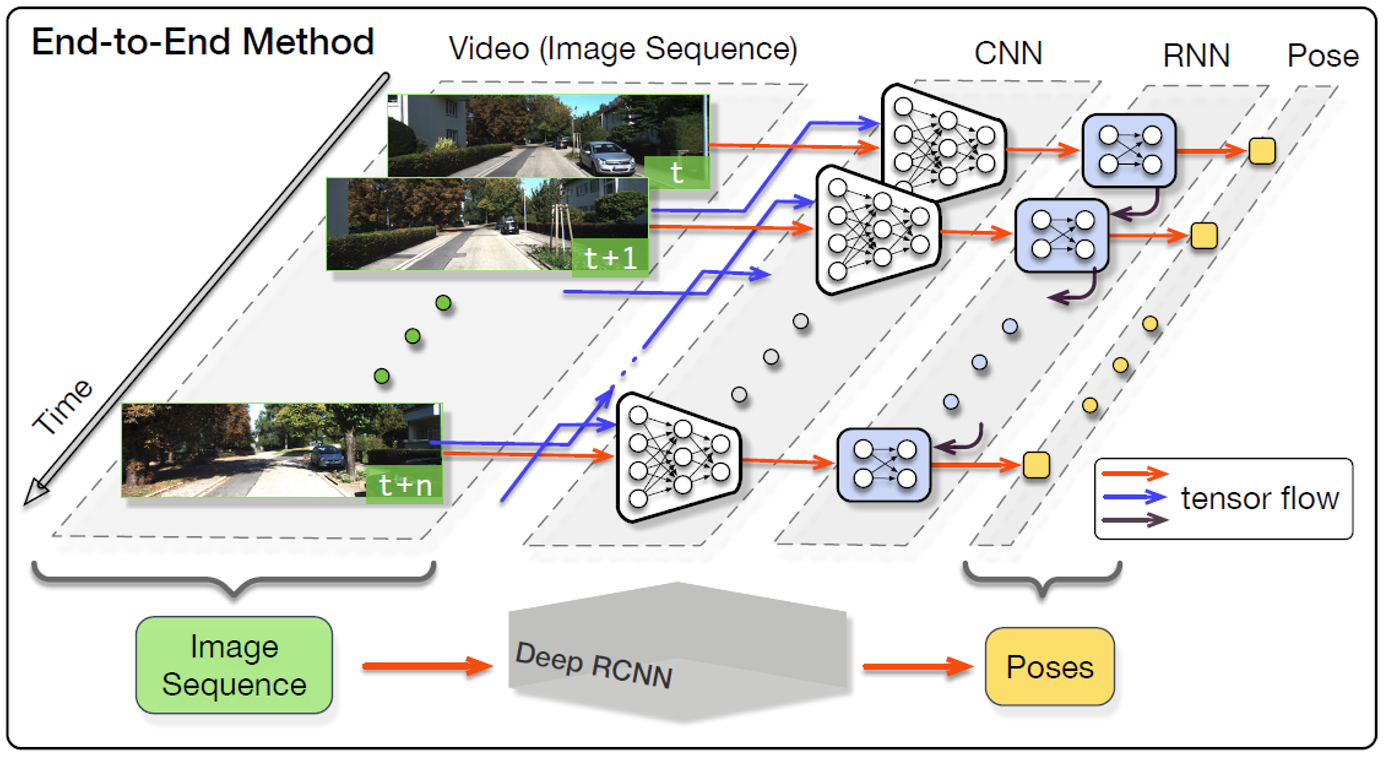 End-to-End Method
Video (Image Sequence)
CNN
RNN
Pose
t
t+1
Time
t+n
tensor flow
Image
Sequence
Deep RCNN
Poses